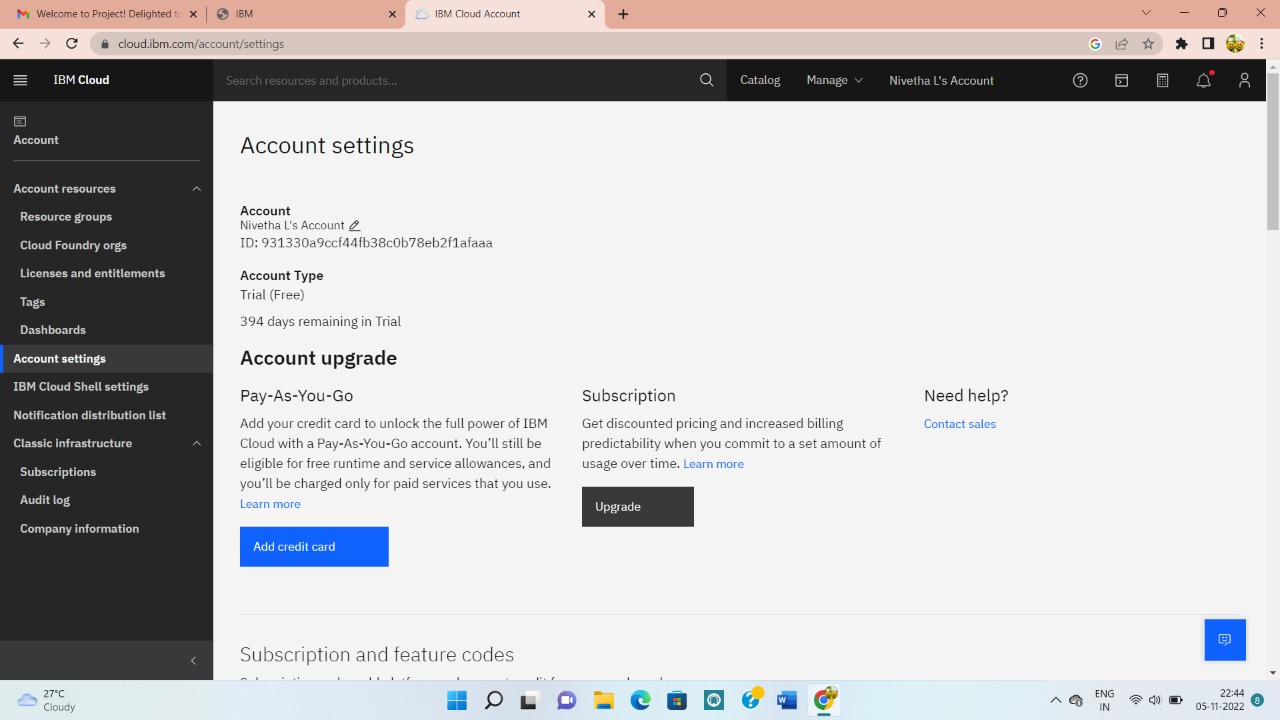 Welcome to Project! Delighted to
IBM
IBM Cloud Account
cloud.ibm.com/account/settings
IBM Cloud
Search resources and products...
Catalog
Manage
Nivetha L's Account
Account
Account resources
Resource groups
Cloud Foundry orgs
Licenses and entitlements
Tags
Dashboards
Account settings
IBM Cloud Shell settings
Notification distribution list
Classic infrastructure
Subscriptions
Audit log
Company information
Account settings
Account
Nivetha L's Account
ID: 931330a9ccf44fb38c0b78eb2f1afaaa
Account Type
Trial (Free)
394 days remaining in Trial
Account upgrade
Pay-As-You-Go
Add your credit card to unlock the full power of IBM
Cloud with a Pay-As-You-Go account. You’ll still be
eligible for free runtime and service allowances, and
you’ll be charged only for paid services that you use.
Learn more
Add credit card
Subscription
Get discounted pricing and increased billing
predictability when you commit to a set amount of
usage over time. Learn more
Upgrade
Need help?
Contact sales
Subscription and feature codes
27°C
Cloudy
ENG
IN
22:44
05-11-2022
8